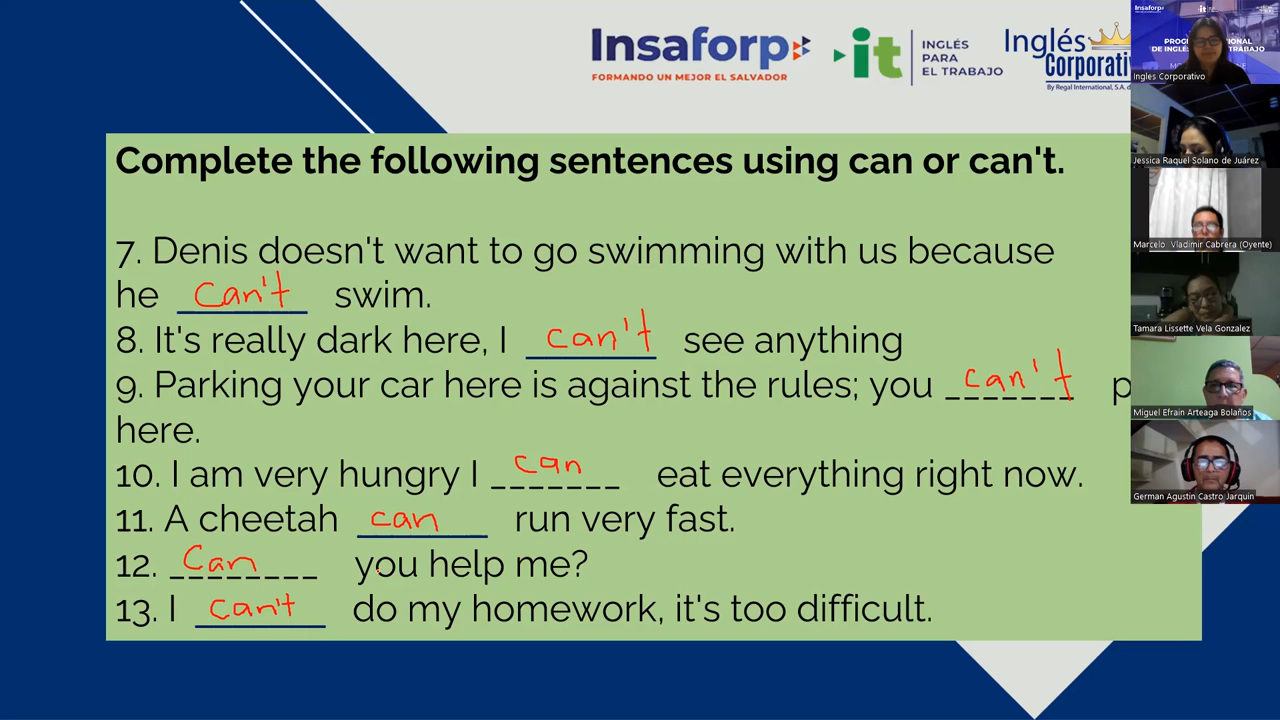 Insaforp
FORMANDO UN MEJOR EL SALVADOR
it
INGLÉS
PARA
EL TRABAJO
Inglés
Corporativ
By Regal International, S.A. d
Complete the following sentences using can or can't.
7. Denis doesn't want to go swimming with us because
he can't swim.
8. It's really dark here, I can't see anything
9. Parking your car here is against the rules; you can't p
here.
10. I am very hungry I can eat everything right now.
11. A cheetah can run very fast.
12. Can you help me?
13. I can't do my homework, it's too difficult.
Insaforp
it
Ingles Corporativo
Jessica Raquel Solano de Juárez
Marcelo Vladimir Cabrera (Oyente)
Tamara Lissette Vela Gonzalez
Miguel Efrain Arteaga Bolaños
German Agustin Castro Jarquin